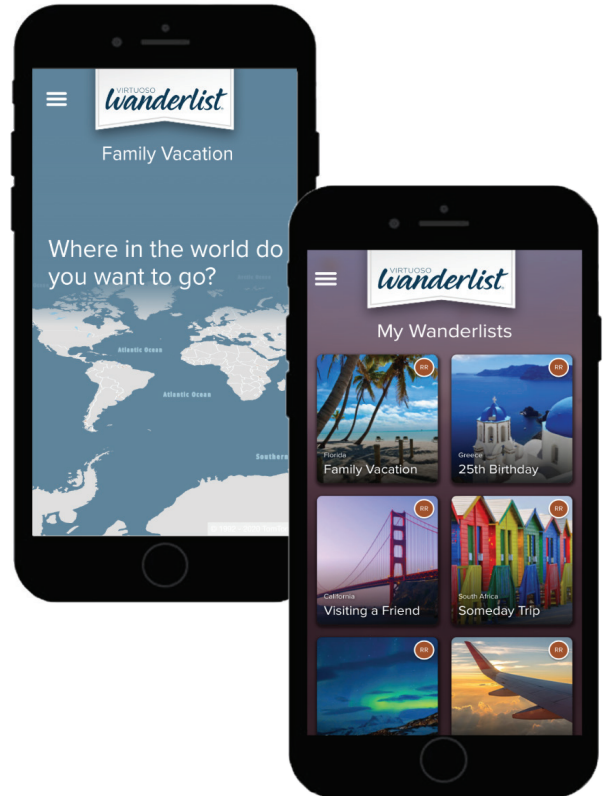 VIRTUOSO
Wanderlist
Family Vacation
Where in the world do
you want to go?
Atlantic Ocean
Atlantic Ocean
Southern
VIRTUOSO
Wanderlist
My Wanderlists
RR
RR
Florida
Family Vacation
Greece
25th Birthday
RR
RR
California
Visiting a Friend
South Africa
Someday Trip
RR
RR